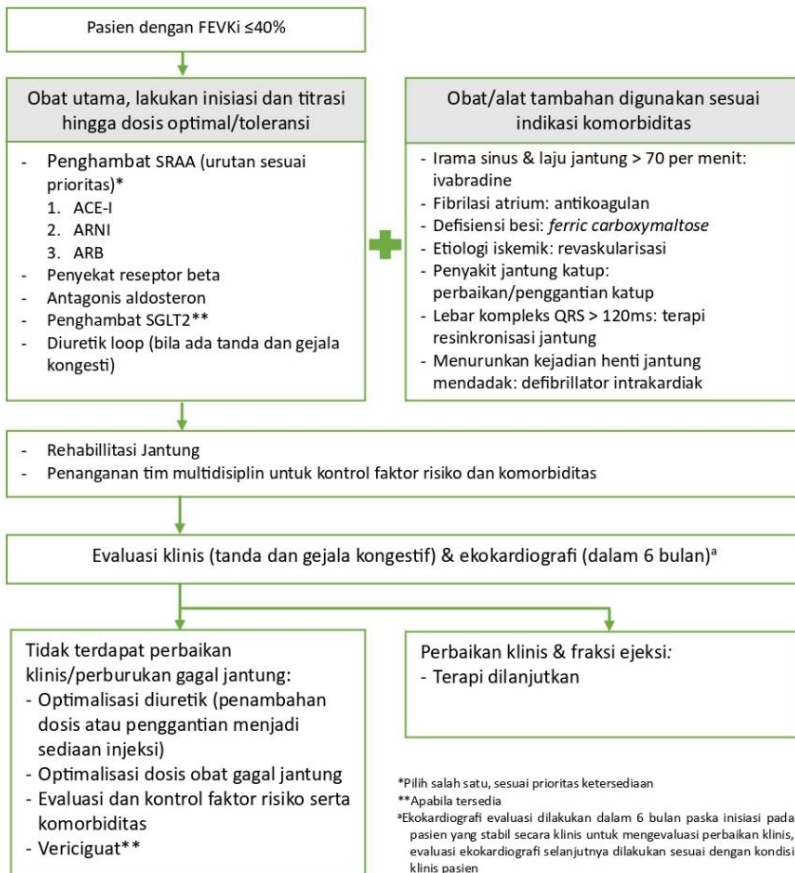 Pasien dengan FEVKi ≤40%
Obat utama, lakukan inisiasi dan titrasi
hingga dosis optimal/toleransi
- Penghambat SRAA (urutan sesuai
prioritas)*
1. ACE-I
2. ARNI
3. ARB
- Penyekat reseptor beta
- Antagonis aldosteron
- Penghambat SGLT2**
- Diuretik loop (bila ada tanda dan gejala
kongesti)
Obat/alat tambahan digunakan sesuai
indikasi komorbiditas
- Irama sinus & laju jantung > 70 per menit:
ivabradine
- Fibrilasi atrium: antikoagulan
- Defisiensi besi: ferric carboxymaltose
- Etiologi iskemik: revaskularisasi
- Penyakit jantung katup:
perbaikan/penggantian katup
- Lebar kompleks QRS > 120ms: terapi
resinkronisasi jantung
- Menurunkan kejadian henti jantung
mendadak: defibrillator intrakardiak
- Rehabillitasi Jantung
- Penanganan tim multidisiplin untuk kontrol faktor risiko dan komorbiditas
Evaluasi klinis (tanda dan gejala kongestif) & ekokardiografi (dalam 6 bulan)ᵃ
Tidak terdapat perbaikan
klinis/perburukan gagal jantung:
- Optimalisasi diuretik (penambahan
dosis atau penggantian menjadi
sediaan injeksi)
- Optimalisasi dosis obat gagal jantung
- Evaluasi dan kontrol faktor risiko serta
komorbiditas
- Vericiguat**
Perbaikan klinis & fraksi ejeksi:
- Terapi dilanjutkan
*Pilih salah satu, sesuai prioritas ketersediaan
**Apabila tersedia
ᵃEkokardiografi evaluasi dilakukan dalam 6 bulan paska inisiasi pada
pasien yang stabil secara klinis untuk mengevaluasi perbaikan klinis,
evaluasi ekokardiografi selanjutnya dilakukan sesuai dengan kondisi
klinis pasien